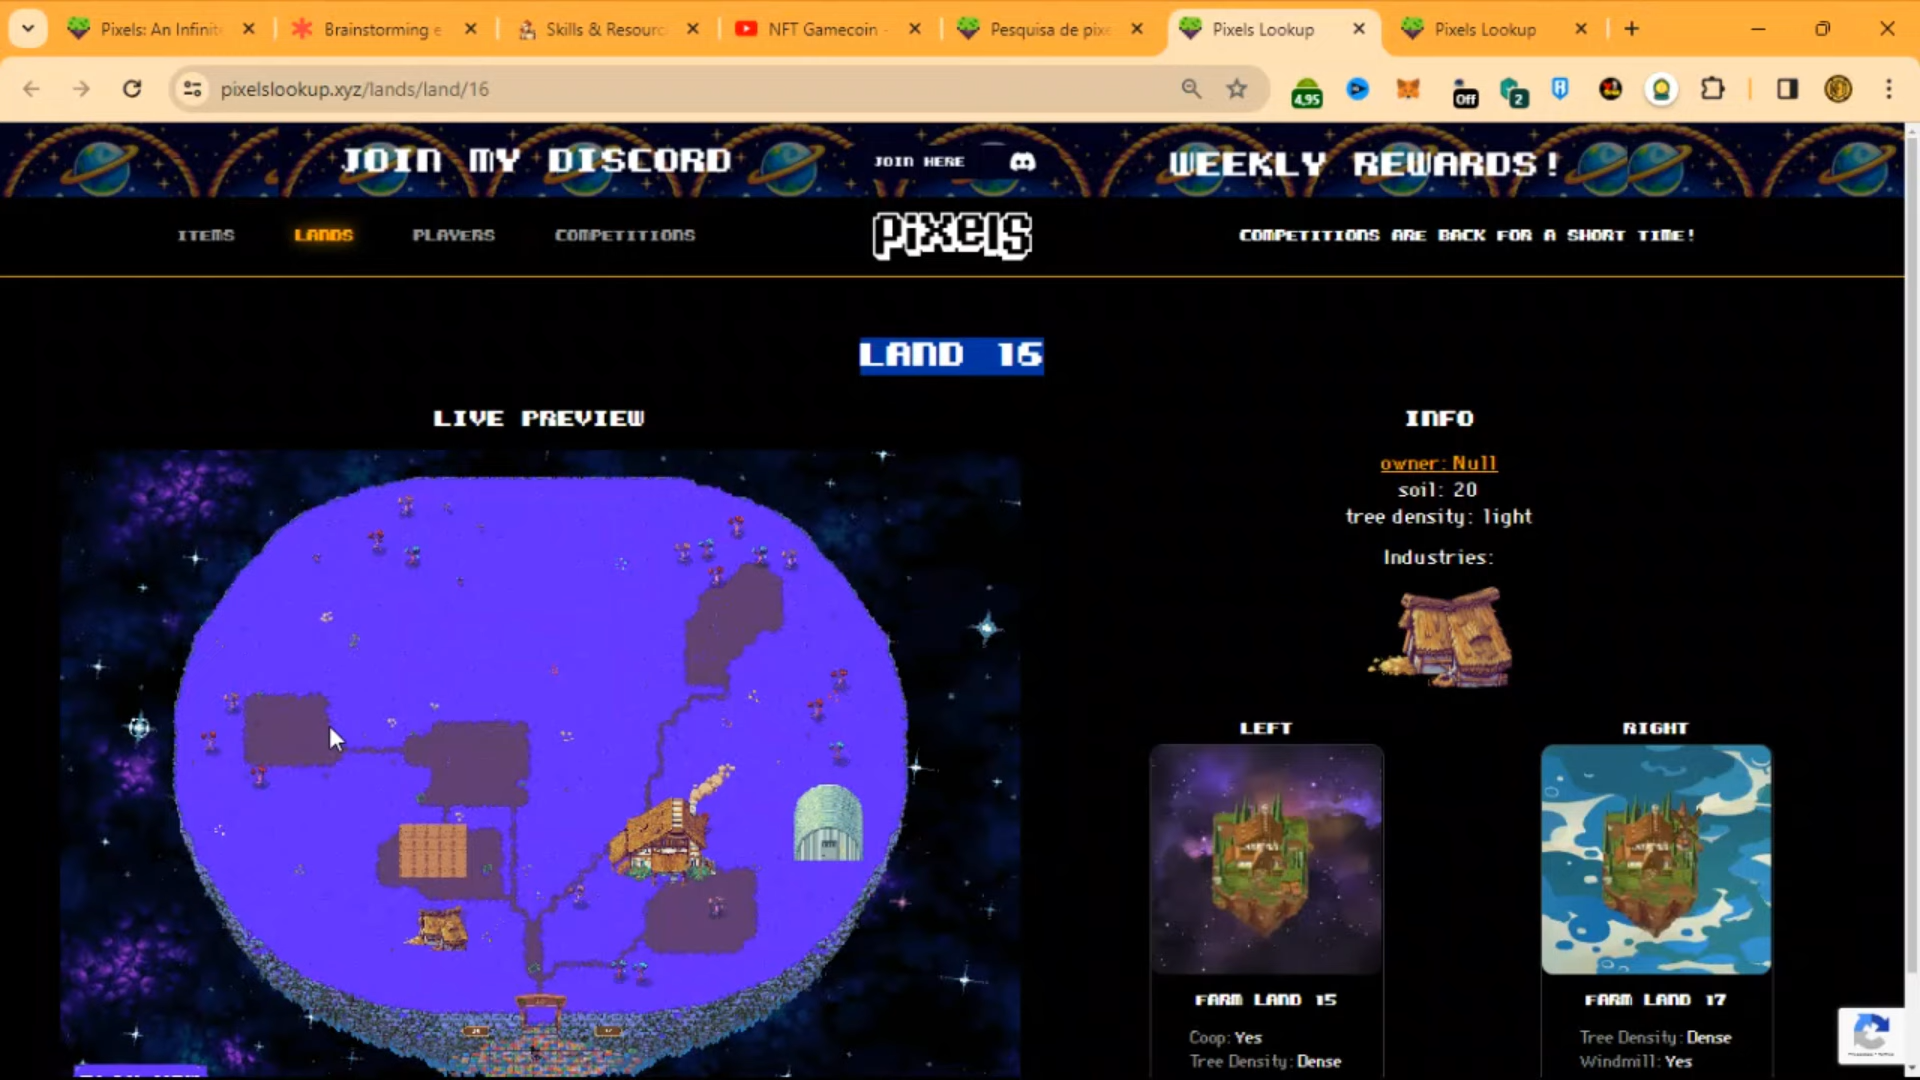 Pixels: An Infinit
Brainstorming e
Skills & Resourc
NFT Gamecoin -
Pesquisa de pixe
Pixels Lookup
Pixels Lookup
pixelslookup.xyz/lands/land/16
4,95
Off
2
JOIN MY DISCORD
JOIN HERE
WEEKLY REWARDS!
ITEMS
LANDS
PLAYERS
COMPETITIONS
pixels
COMPETITIONS ARE BACK FOR A SHORT TIME!
LAND 16
LIVE PREVIEW
INFO
owner: Null
soil: 20
tree density: light
Industries:
LEFT
RIGHT
FARM LAND 15
FARM LAND 17
Coop: Yes
Tree Density: Dense
Tree Density: Dense
Windmill: Yes